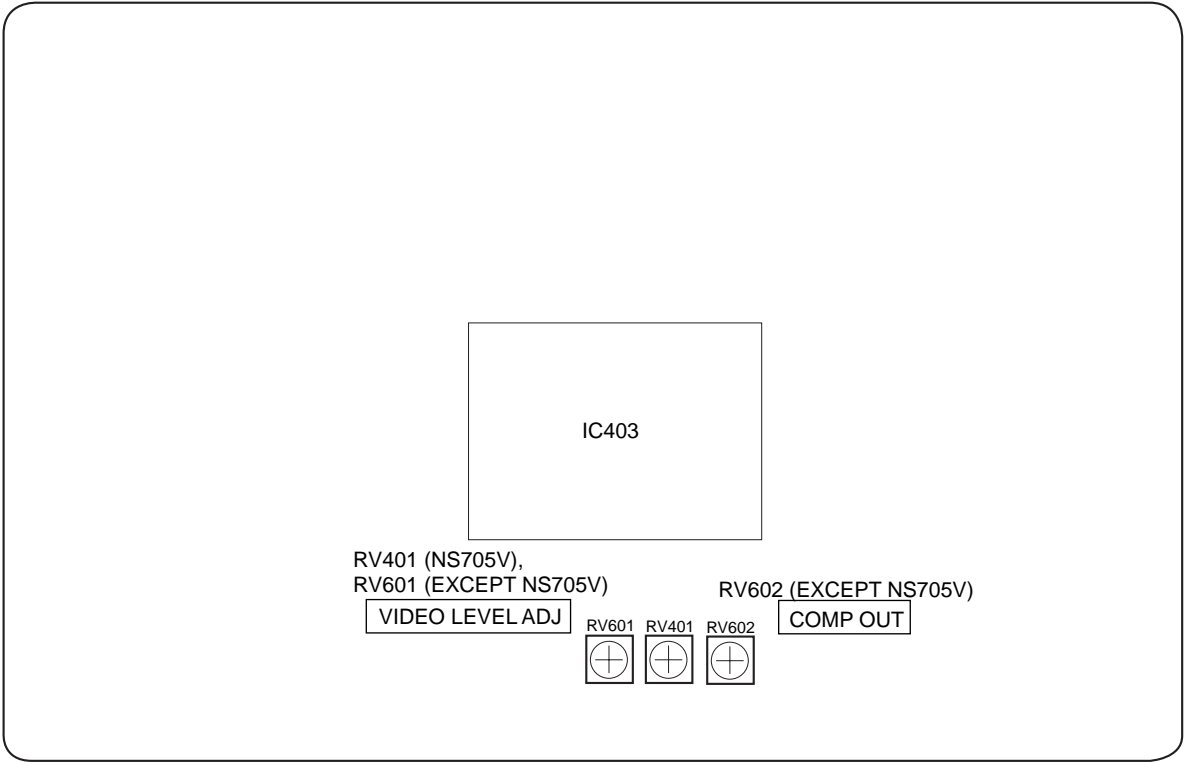 IC403
RV401 (NS705V),
RV601 (EXCEPT NS705V)
VIDEO LEVEL ADJ
RV602 (EXCEPT NS705V)
COMP OUT
RV601 RV401 RV602